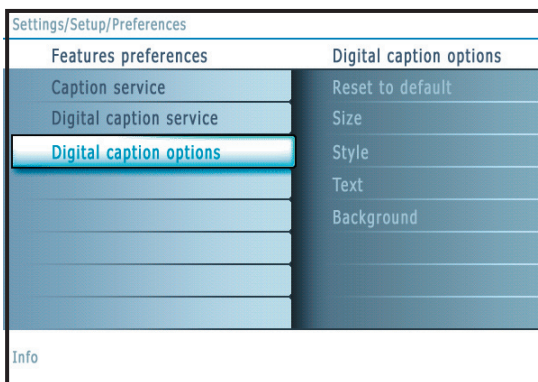 Settings/Setup/Preferences
Features preferences
Caption service
Digital caption service
Digital caption options
Digital caption options
Reset to default
Size
Style
Text
Background
Info